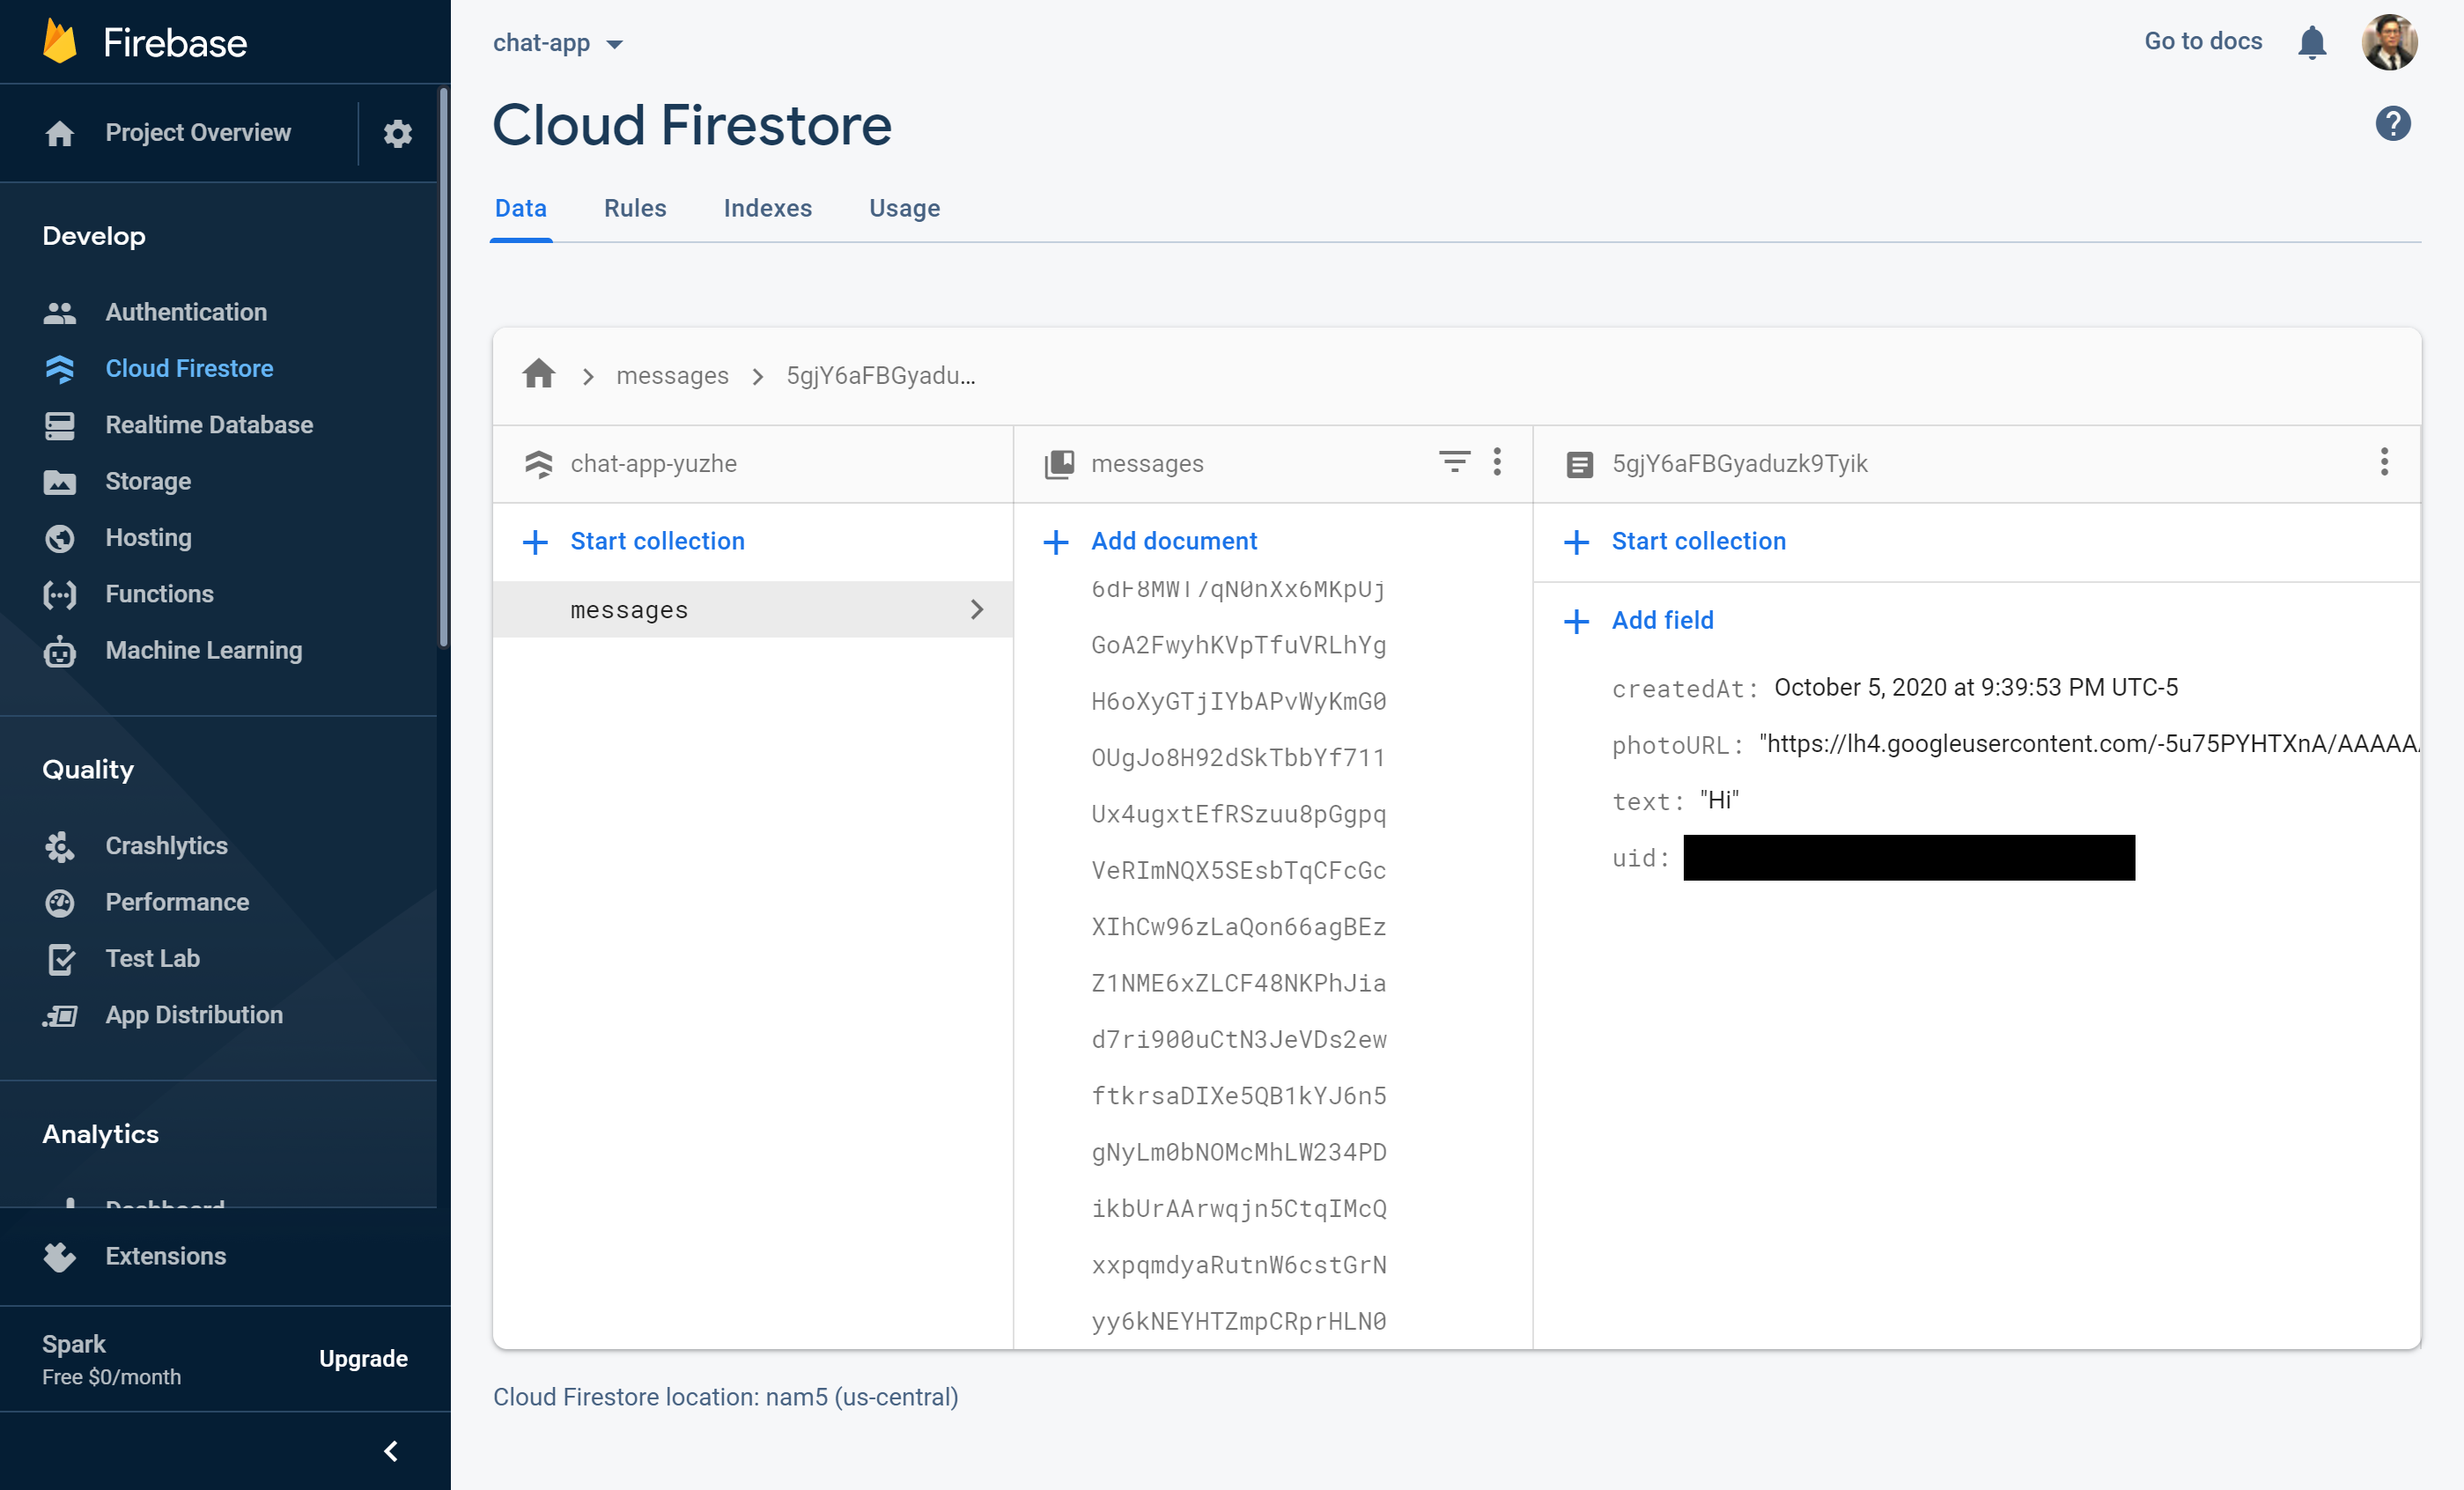 Firebase
Project Overview
Develop
Authentication
Cloud Firestore
Realtime Database
Storage
Hosting
Functions
Machine Learning
Quality
Crashlytics
Performance
Test Lab
App Distribution
Analytics
Dashboard
Extensions
Spark
Free $0/month
Upgrade
chat-app
Go to docs
Cloud Firestore
Data Rules Indexes Usage
messages
5gjY6aFBGyadu...
chat-app-yuzhe
Start collection
messages
messages
Add document
6dF8MWT7qN0nXx6MKpUj
GoA2FwyhKVpTfuVRLhYg
H6oXyGTjIYbAPvWyKmG0
OUgJo8H92dSkTbbYf711
Ux4ugxtEfRSzuu8pGgpq
VeRImNQX5SEsbTqCFcGc
XIhCw96zLaQon66agBEz
Z1NME6xZLCF48NKPhJia
d7ri900uCtN3JeVDs2ew
ftkrsaDIXe5QB1kYJ6n5
gNyLm0bNOMcMhLW234PD
ikbUrAArwqjn5CtqIMcQ
xxpqmdyaRutnW6cstGrN
yy6kNEYHTZmpCRprHLN0
5gjY6aFBGyaduzk9Tyik
Start collection
Add field
createdAt: October 5, 2020 at 9:39:53 PM UTC-5
photoURL: "https://lh4.googleusercontent.com/-5u75PYHTXnA/AAAAA
text: "Hi"
uid:
Cloud Firestore location: nam5 (us-central)